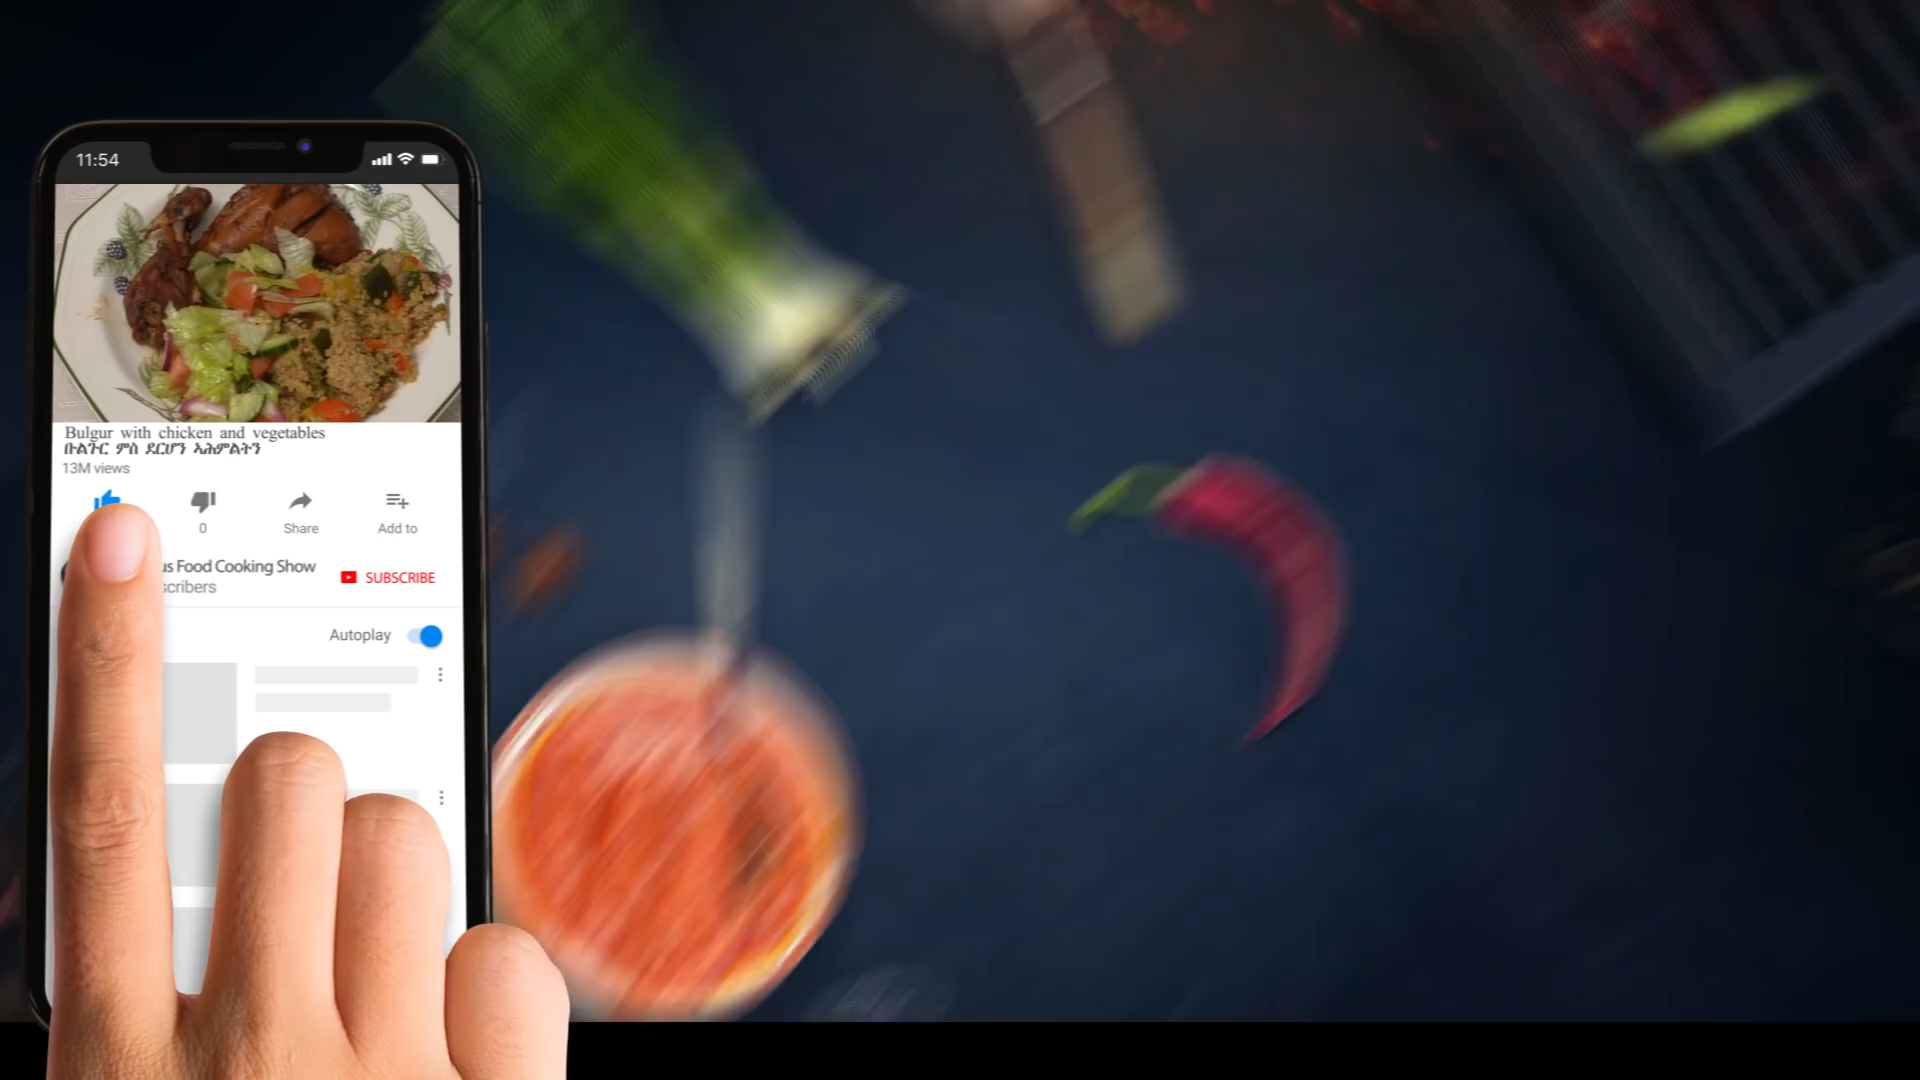 11:54
Bulgur with chicken and vegetables
ቡልጉር ምስ ደርሆን ኣሕምልትን
13M views
0
Share
Add to
Food Cooking Show
SUBSCRIBE
Autoplay